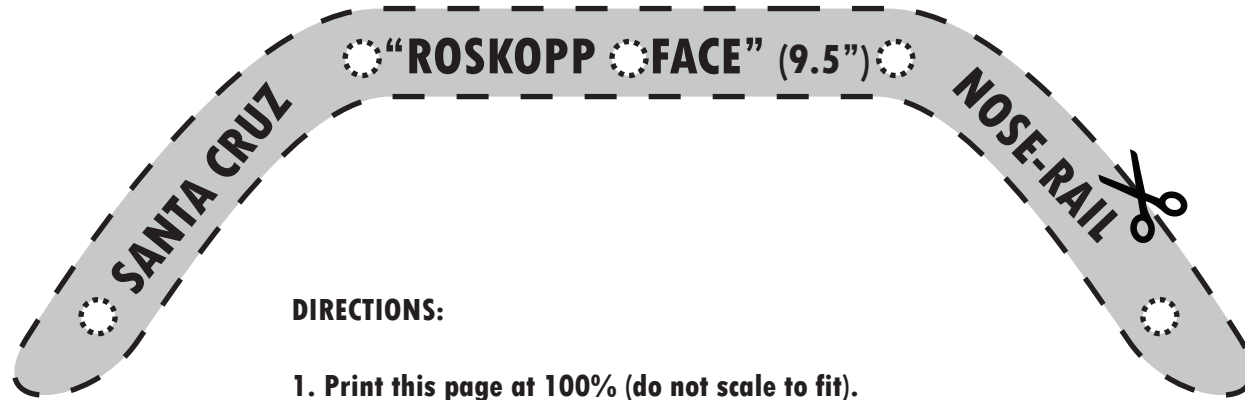 SANTA CRUZ
“ROSKOPP FACE” (9.5”)
NOSE-RAIL
DIRECTIONS:
1. Print this page at 100% (do not scale to fit).